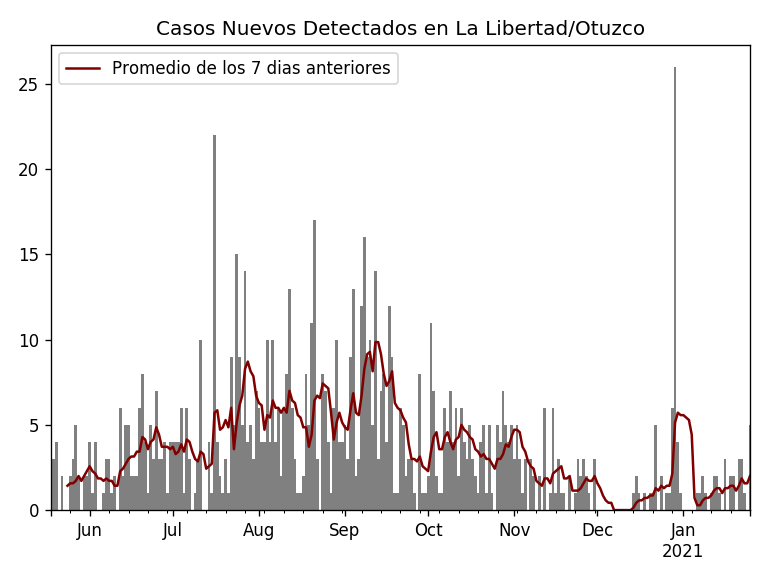 Casos Nuevos Detectados en La Libertad/Otuzco
Promedio de los 7 dias anteriores
25
20
15
10
5
0
Jun Jul Aug Sep Oct Nov Dec Jan
2021